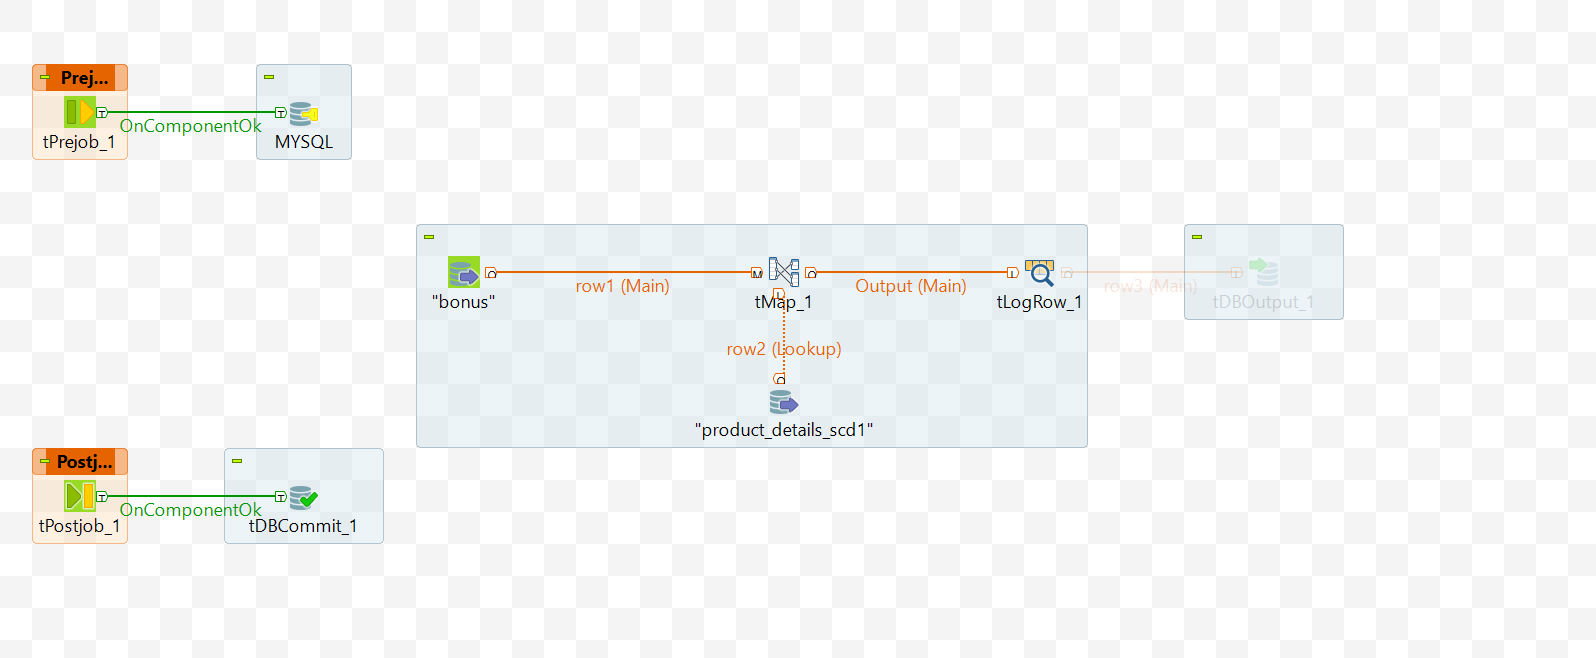 Prej...
OnComponentOk
tPrejob_1
MYSQL
"bonus"
row1 (Main)
tMap_1
Output (Main)
tLogRow_1
row3 (Main)
tDBOutput_1
row2 (Lookup)
"product_details_scd1"
Postj...
OnComponentOk
tPostjob_1
tDBCommit_1